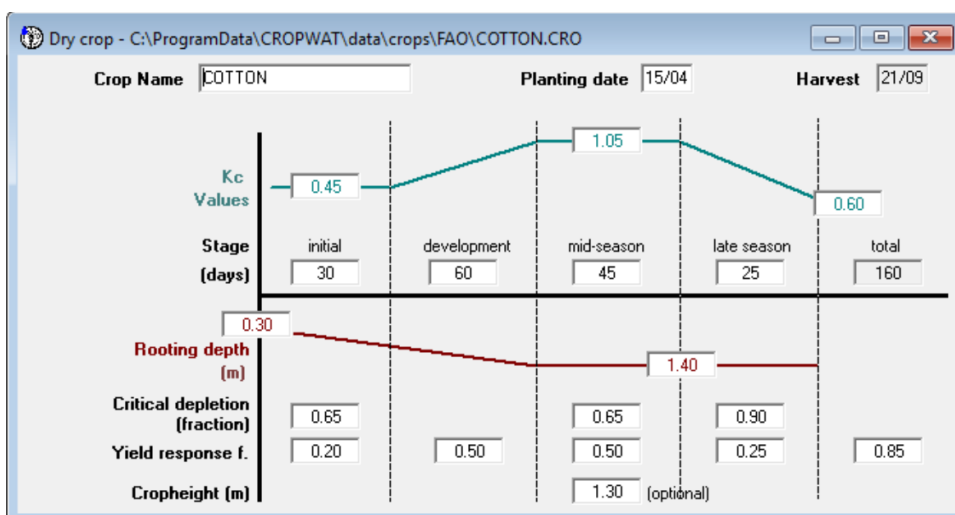 Dry crop - C:\ProgramData\CROPWAT\data\crops\FAO\COTTON.CRO
Crop Name COTTON Planting date 15/04 Harvest 21/09
1.05
Kc 0.45
Values 0.60
Stage initial development mid-season late season total
(days) 30 60 45 25 160
0.30
Rooting depth 1.40
(m)
Critical depletion
(fraction) 0.65 0.65 0.90
Yield response f. 0.20 0.50 0.50 0.25 0.85
Cropheight (m) 1.30 (optional)